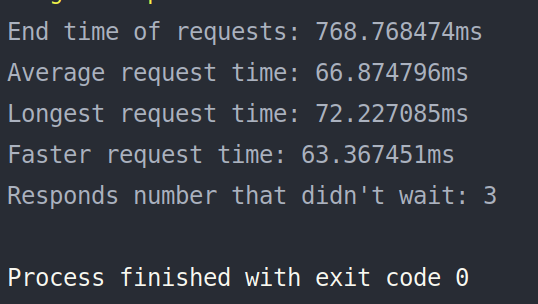 End time of requests: 768.768474ms
Average request time: 66.874796ms
Longest request time: 72.227085ms
Faster request time: 63.367451ms
Responds number that didn't wait: 3
Process finished with exit code 0